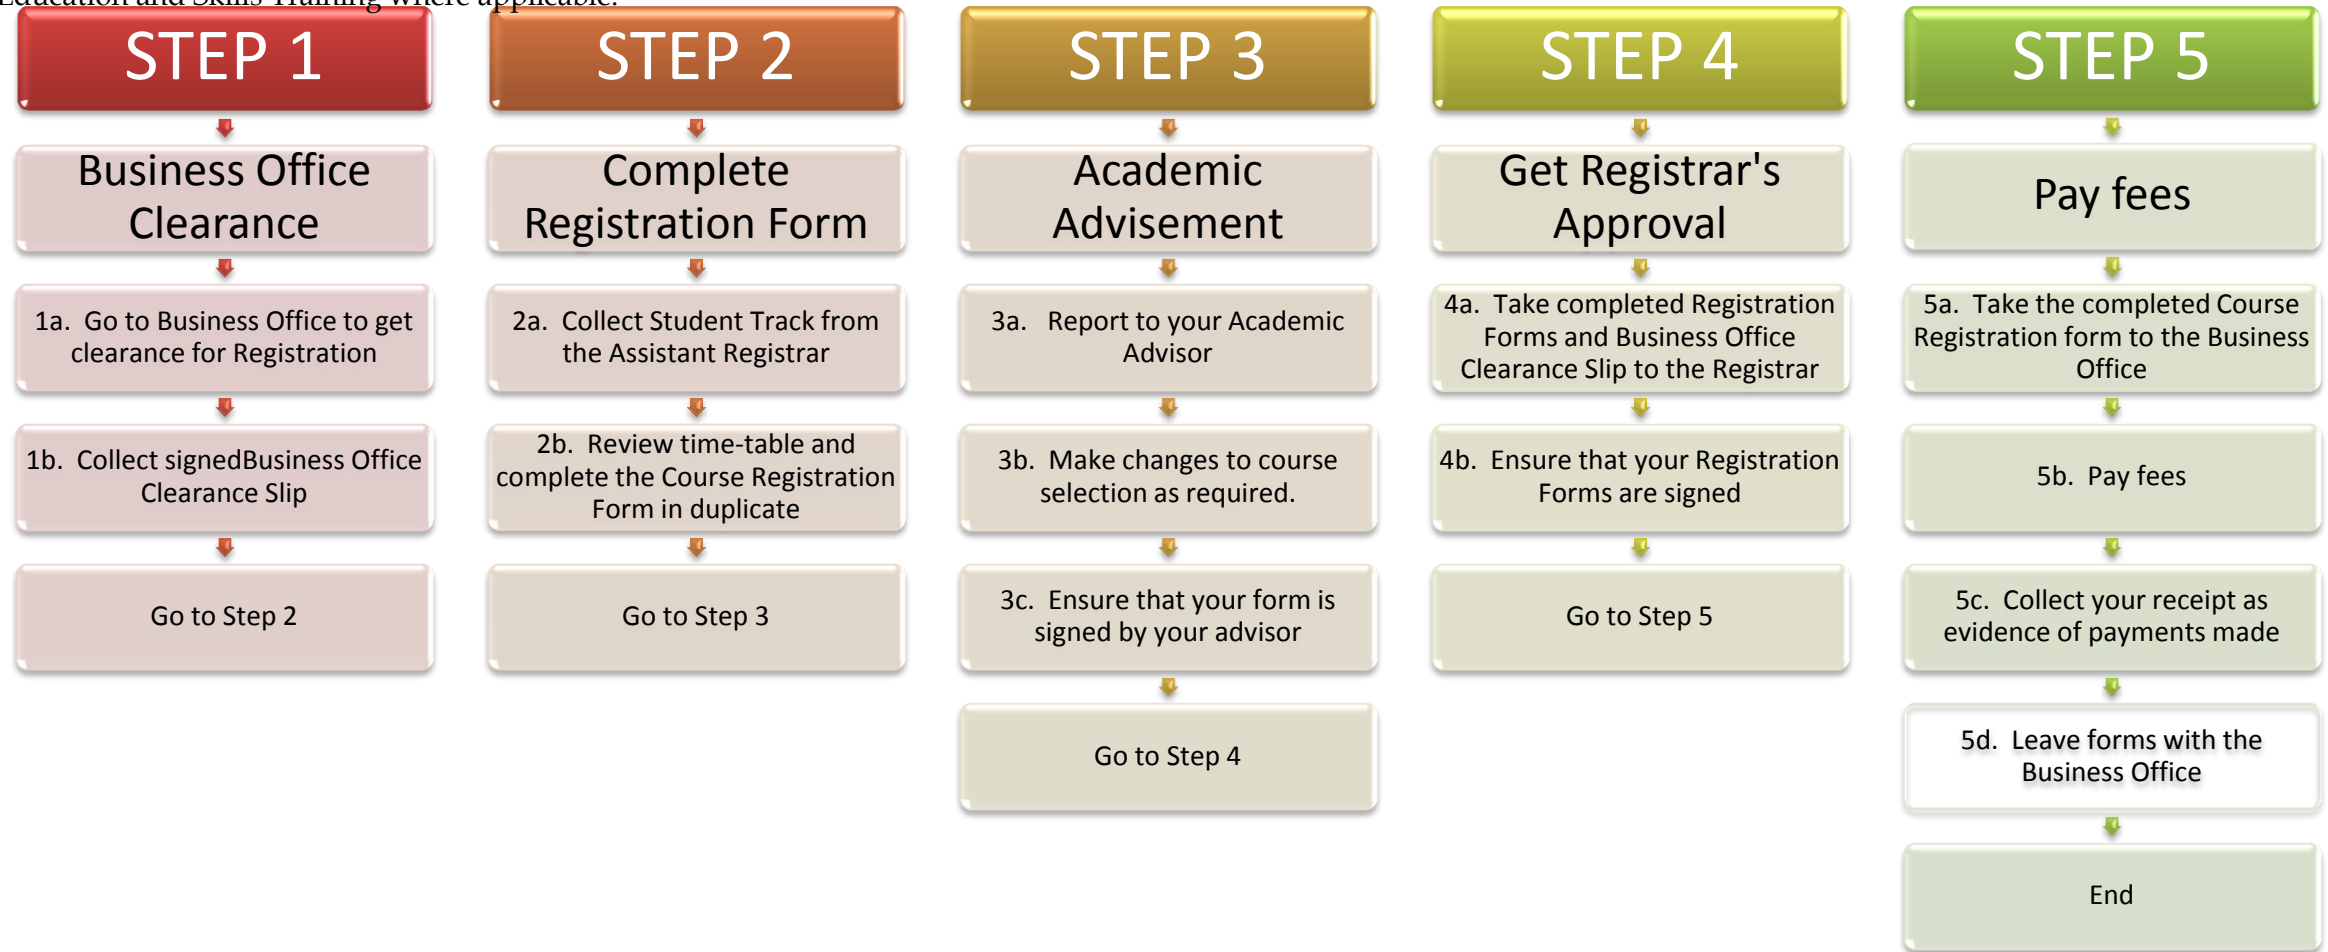 Education and Skills Training where applicable.
STEP 1
Business Office
Clearance
1a.  Go to Business Office to get
clearance for Registration
1b.  Collect signedBusiness Office
Clearance Slip
Go to Step 2
STEP 2
Complete
Registration Form
2a.  Collect Student Track from
the Assistant Registrar
2b.  Review time-table and
complete the Course Registration
Form in duplicate
Go to Step 3
STEP 3
Academic
Advisement
3a.   Report to your Academic
Advisor
3b.  Make changes to course
selection as required.
3c.  Ensure that your form is
signed by your advisor
Go to Step 4
STEP 4
Get Registrar's
Approval
4a.  Take completed Registration
Forms and Business Office
Clearance Slip to the Registrar
4b.  Ensure that your Registration
Forms are signed
Go to Step 5
STEP 5
Pay fees
5a.  Take the completed Course
Registration form to the Business
Office
5b.  Pay fees
5c.  Collect your receipt as
evidence of payments made
5d.  Leave forms with the
Business Office
End